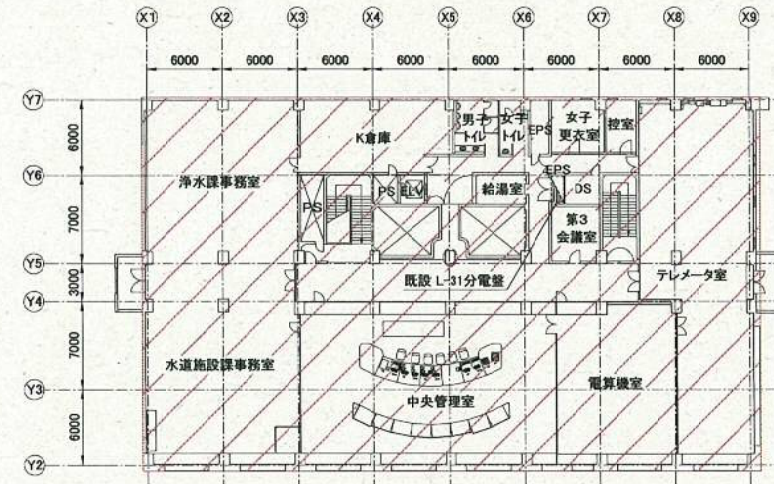 X1 X2 X3 X4 X5 X6 X7 X8 X9
6000 6000 6000 6000 6000 6000 6000 6000
Y7
6000
Y6
7000
Y5
3000
Y4
7000
Y3
6000
Y2
K倉庫
男子
トイレ
女子
トイレ
EPS
女子
更衣室
控室
浄水課事務室
PS
PS
ELV
給湯室
EPS
DS
第3
会議室
既設 L-31分電盤
テレメータ室
水道施設課事務室
中央管理室
電算機室